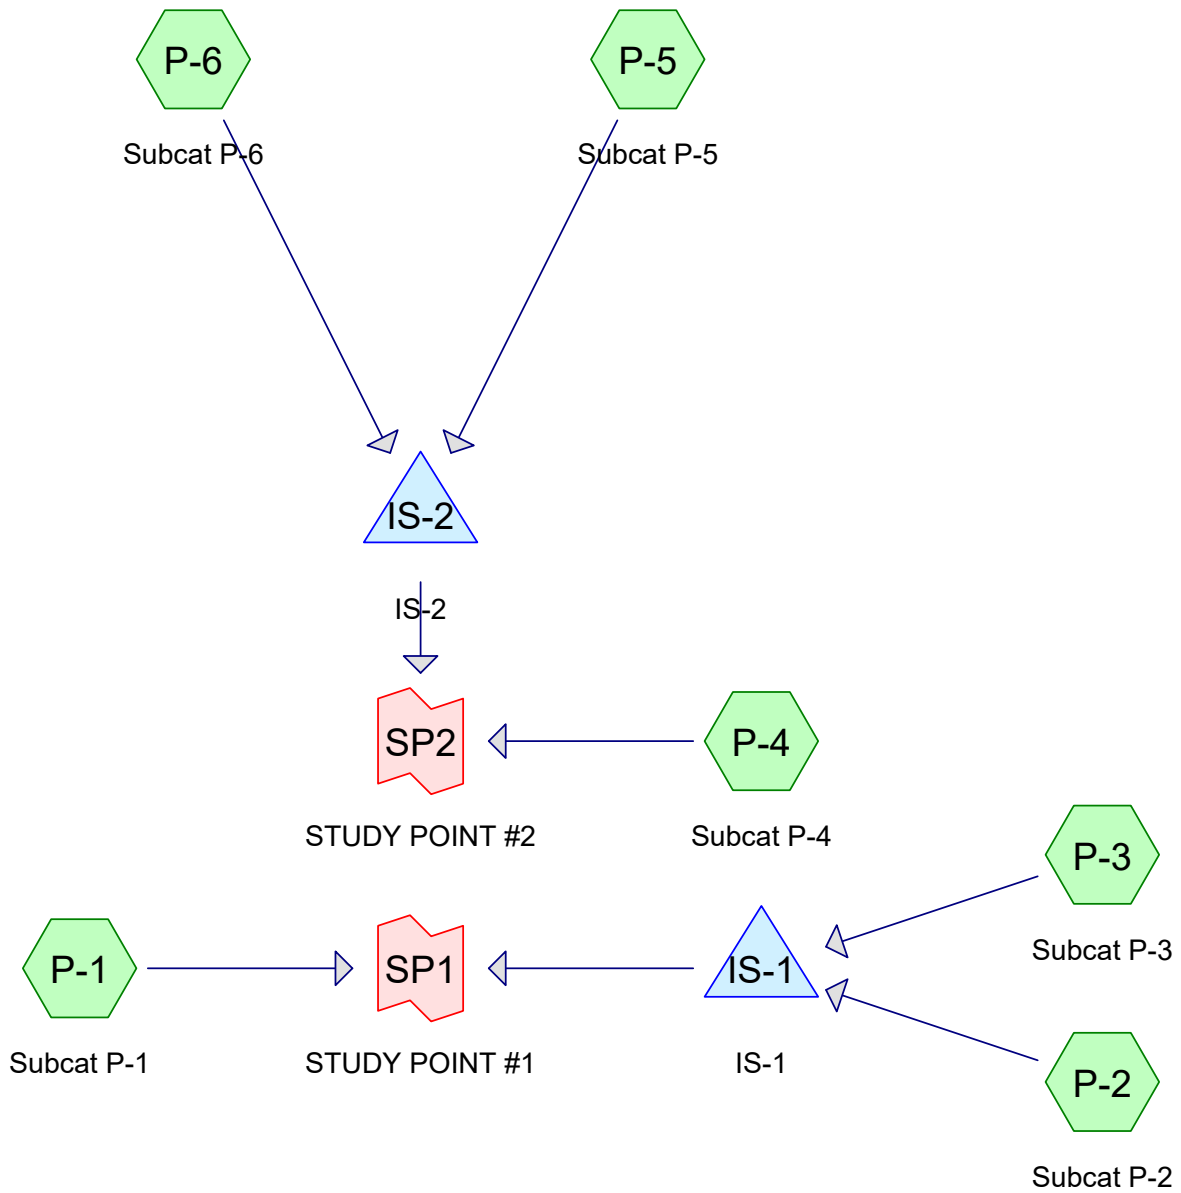 P-6
P-5
Subcat P-6
Subcat P-5
IS-2
IS-2
SP2
P-4
STUDY POINT #2
Subcat P-4
P-3
Subcat P-3
P-1
SP1
IS-1
Subcat P-1
STUDY POINT #1
IS-1
P-2
Subcat P-2